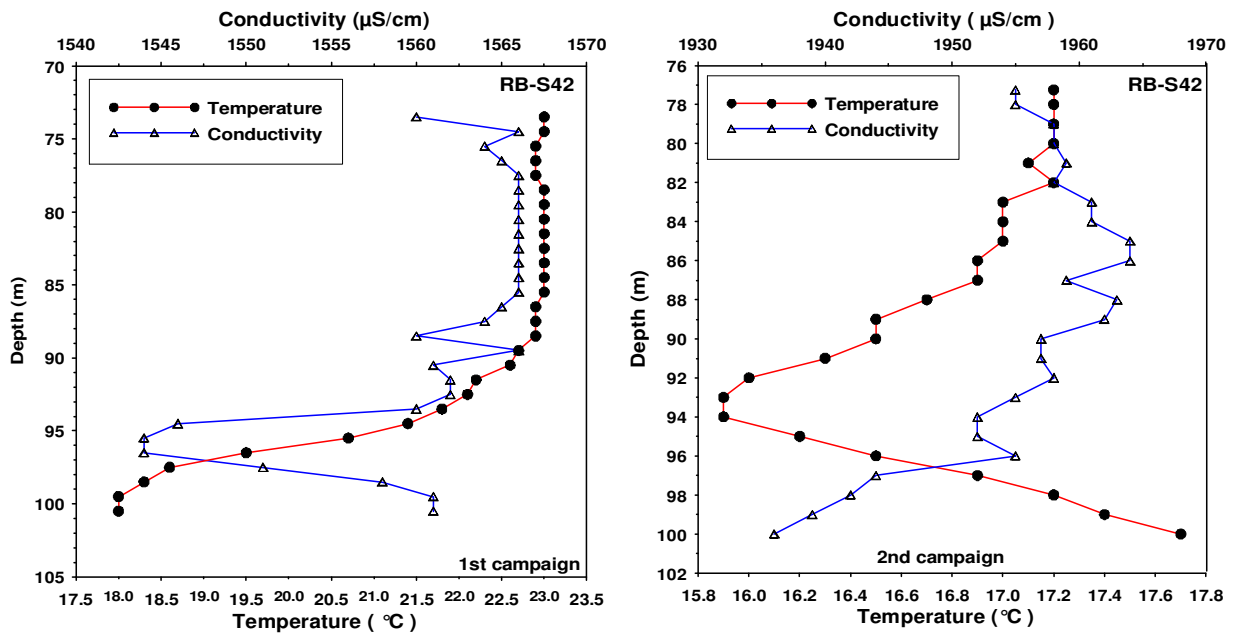 Conductivity (µS/cm)
1540 1545 1550 1555 1560 1565 1570
70
75
80
85
90
95
100
105
Depth (m)
RB-S42
Temperature
Conductivity
1st campaign
17.5 18.0 18.5 19.0 19.5 20.0 20.5 21.0 21.5 22.0 22.5 23.0 23.5
Temperature ( °C)
Conductivity ( µS/cm)
1930 1940 1950 1960 1970
76
78
80
82
84
86
88
90
92
94
96
98
100
102
Depth (m)
RB-S42
Temperature
Conductivity
2nd campaign
15.8 16.0 16.2 16.4 16.6 16.8 17.0 17.2 17.4 17.6 17.8
Temperature ( °C)